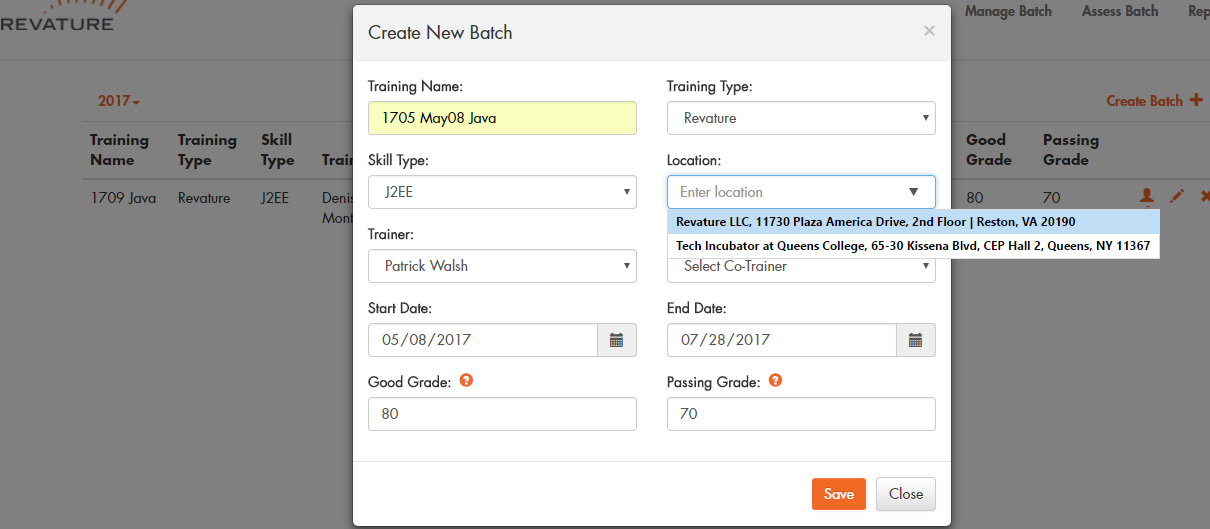 REVATURE
Manage Batch
Assess Batch
Rep
2017
Create Batch
Training Name
Training Type
Skill Type
Train
Good Grade
Passing Grade
1709 Java
Revature
J2EE
Denis
Mont
80
70
Create New Batch
×
Training Name:
Training Type:
1705 May08 Java
Revature
Skill Type:
Location:
J2EE
Enter location
Revature LLC, 11730 Plaza America Drive, 2nd Floor | Reston, VA 20190
Tech Incubator at Queens College, 65-30 Kissena Blvd, CEP Hall 2, Queens, NY 11367
Trainer:
Patrick Walsh
Select Co-Trainer
Start Date:
End Date:
05/08/2017
07/28/2017
Good Grade: ?
Passing Grade: ?
80
70
Save
Close